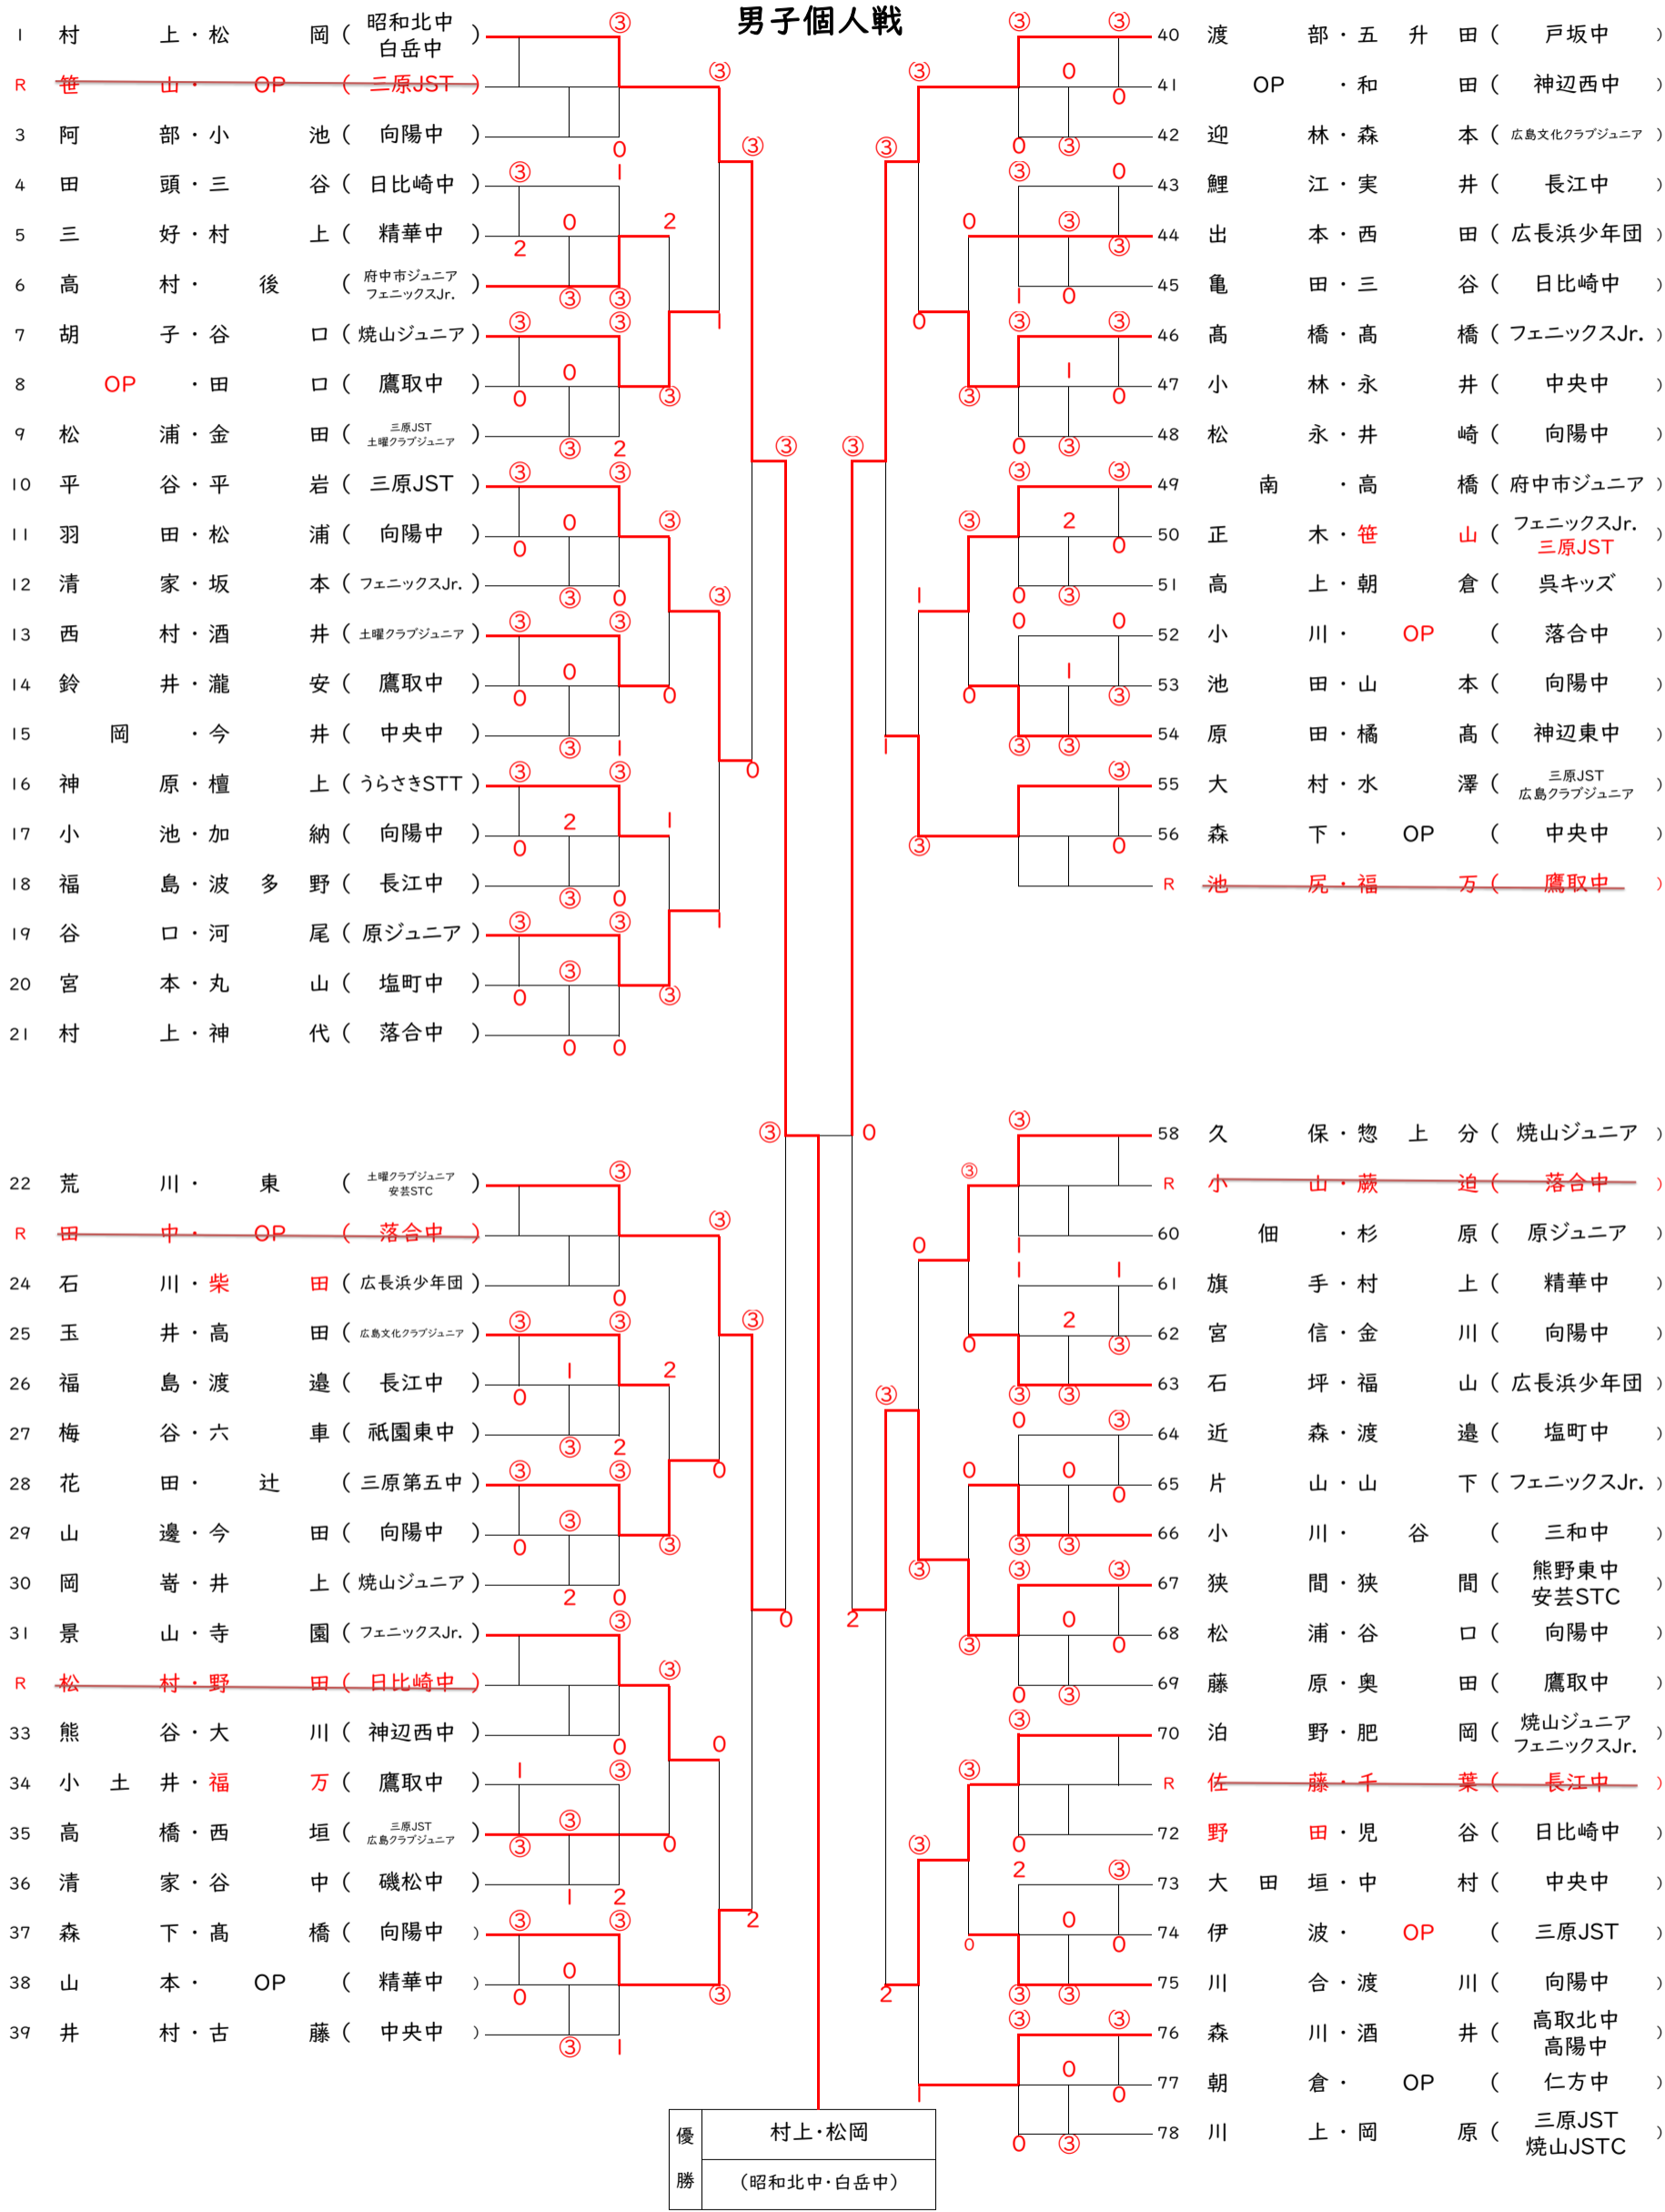 男子個人戦
1 村上・松岡 ( 昭和北中 白岳中 )
R 笹山・OP ( 三原JST )
3 阿部・小池 ( 向陽中 )
4 田頭・三谷 ( 日比崎中 )
5 三好・村上 ( 精華中 )
6 高村・後 ( 府中市ジュニア フェニックスJr. )
7 胡子・谷口 ( 焼山ジュニア )
8 OP・田口 ( 鷹取中 )
9 松浦・金田 ( 三原JST 土曜クラブジュニア )
10 平谷・平岩 ( 三原JST )
11 羽田・松浦 ( 向陽中 )
12 清家・坂本 ( フェニックスJr. )
13 西村・酒井 ( 土曜クラブジュニア )
14 鈴井・瀧安 ( 鷹取中 )
15 岡・今井 ( 中央中 )
16 神原・檀上 ( うらさきSTT )
17 小池・加納 ( 向陽中 )
18 福島・波多野 ( 長江中 )
19 谷口・河尾 ( 原ジュニア )
20 宮本・丸山 ( 塩町中 )
21 村上・神代 ( 落合中 )
22 荒川・東 ( 土曜クラブジュニア 安芸STC )
R 田中・OP ( 落合中 )
24 石川・柴田 ( 広長浜少年団 )
25 玉井・高田 ( 広島文化クラブジュニア )
26 福島・渡邉 ( 長江中 )
27 梅谷・六車 ( 祇園東中 )
28 花田・辻 ( 三原第五中 )
29 山邊・今田 ( 向陽中 )
30 岡嵜・井上 ( 焼山ジュニア )
31 景山・寺園 ( フェニックスJr. )
R 松村・野田 ( 日比崎中 )
33 熊谷・大川 ( 神辺西中 )
34 小土井・福万 ( 鷹取中 )
35 高橋・西垣 ( 三原JST 広島クラブジュニア )
36 清家・谷中 ( 磯松中 )
37 森下・髙橋 ( 向陽中 )
38 山本・OP ( 精華中 )
39 井村・古藤 ( 中央中 )
40 渡部・五升田 ( 戸坂中 )
41 OP・和田 ( 神辺西中 )
42 迎林・森本 ( 広島文化クラブジュニア )
43 鯉江・実井 ( 長江中 )
44 出本・西田 ( 広長浜少年団 )
45 亀田・三谷 ( 日比崎中 )
46 髙橋・髙橋 ( フェニックスJr. )
47 小林・永井 ( 中央中 )
48 松永・井崎 ( 向陽中 )
49 南・高橋 ( 府中市ジュニア )
50 正木・笹山 ( フェニックスJr. 三原JST )
51 高上・朝倉 ( 呉キッズ )
52 小川・OP ( 落合中 )
53 池田・山本 ( 向陽中 )
54 原田・橘髙 ( 神辺東中 )
55 大村・水澤 ( 三原JST 広島クラブジュニア )
56 森下・OP ( 中央中 )
R 池尻・福万 ( 鷹取中 )
58 久保・惣上分 ( 焼山ジュニア )
R 小山・蕨迫 ( 落合中 )
60 佃・杉原 ( 原ジュニア )
61 旗手・村上 ( 精華中 )
62 宮信・金川 ( 向陽中 )
63 石坪・福山 ( 広長浜少年団 )
64 近森・渡邉 ( 塩町中 )
65 片山・山下 ( フェニックスJr. )
66 小川・谷 ( 三和中 )
67 狭間・狭間 ( 熊野東中 安芸STC )
68 松浦・谷口 ( 向陽中 )
69 藤原・奥田 ( 鷹取中 )
70 泊野・肥岡 ( 焼山ジュニア フェニックスJr. )
R 佐藤・千葉 ( 長江中 )
72 野田・児谷 ( 日比崎中 )
73 大田垣・中村 ( 中央中 )
74 伊波・OP ( 三原JST )
75 川合・渡川 ( 向陽中 )
76 森川・酒井 ( 高取北中 高陽中 )
77 朝倉・OP ( 仁方中 )
78 川上・岡原 ( 三原JST 焼山JSTC )
優勝
村上・松岡
(昭和北中・白岳中)